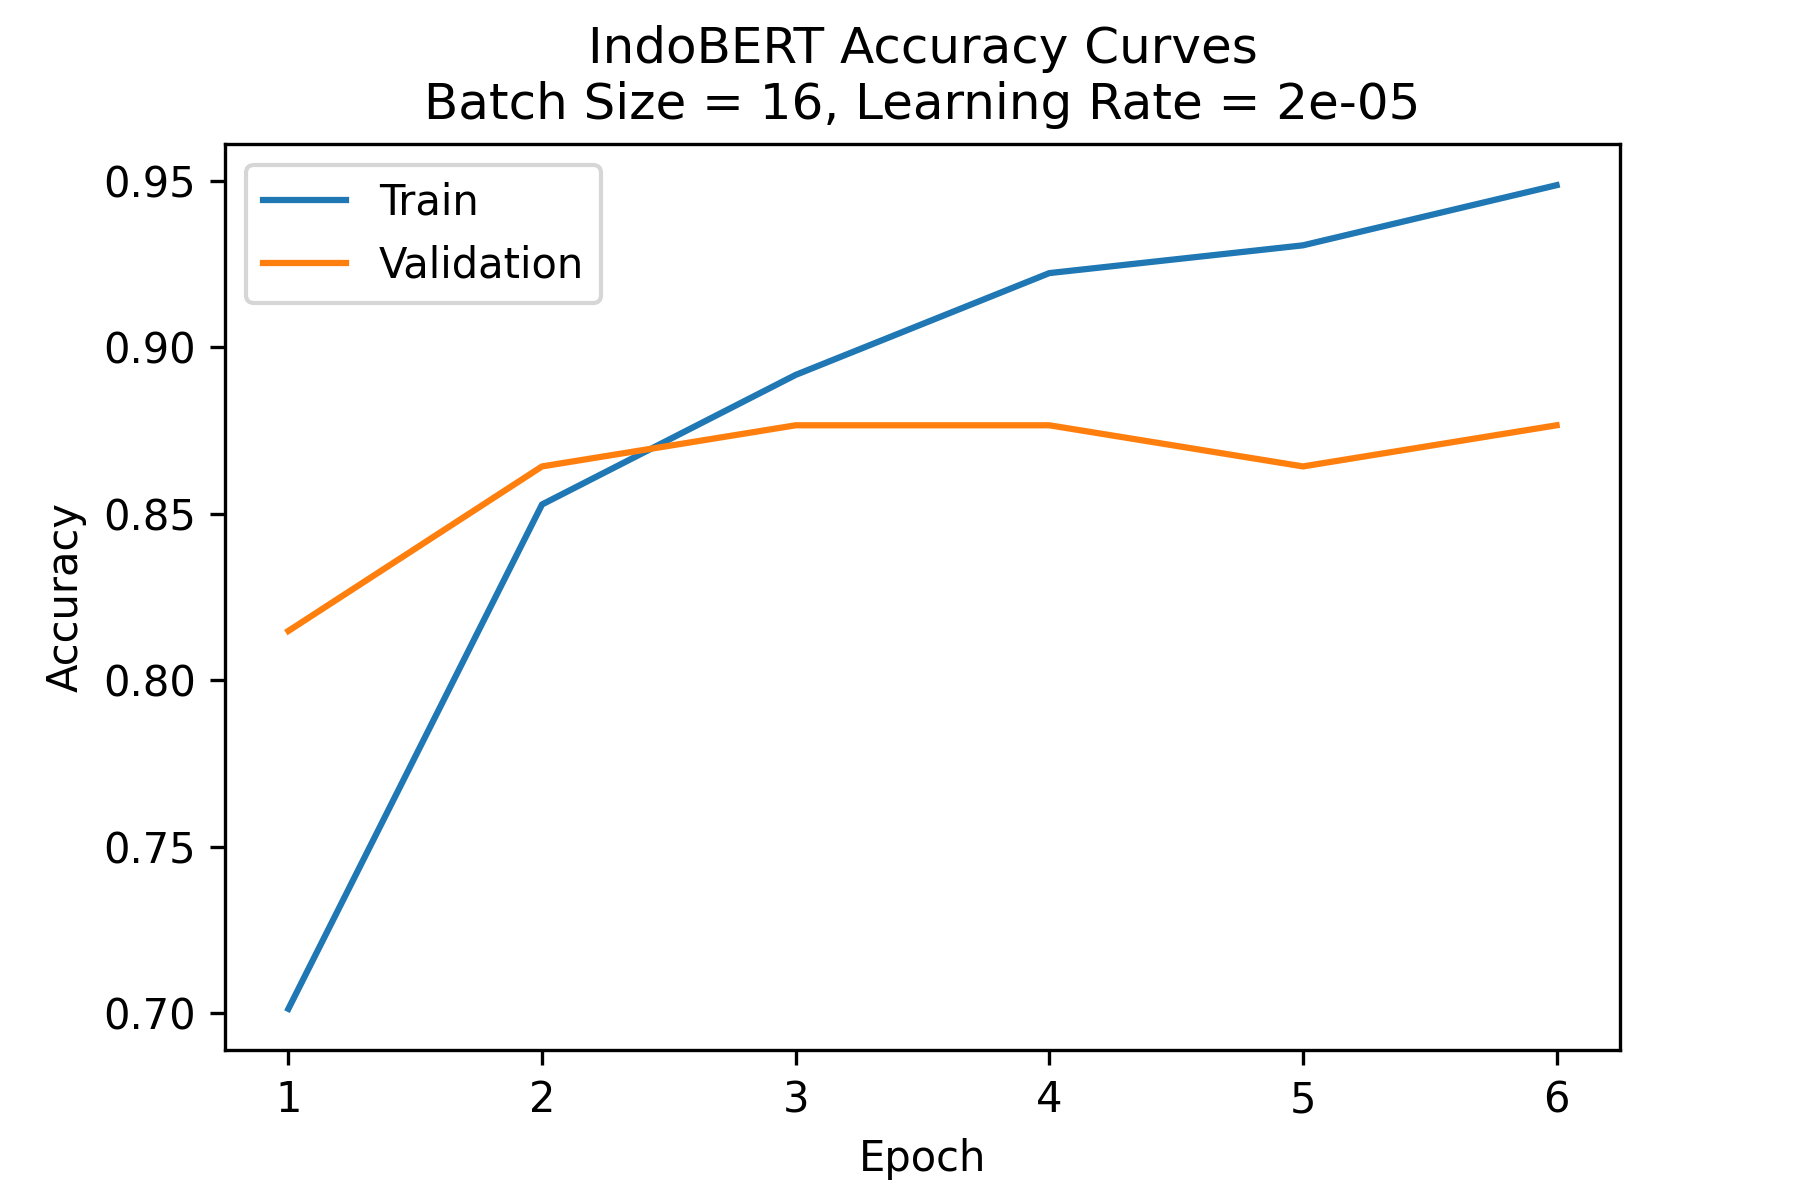 IndoBERT Accuracy Curves
Batch Size = 16, Learning Rate = 2e-05
Train
Validation
0.95
0.90
0.85
0.80
0.75
0.70
Accuracy
1 2 3 4 5 6
Epoch